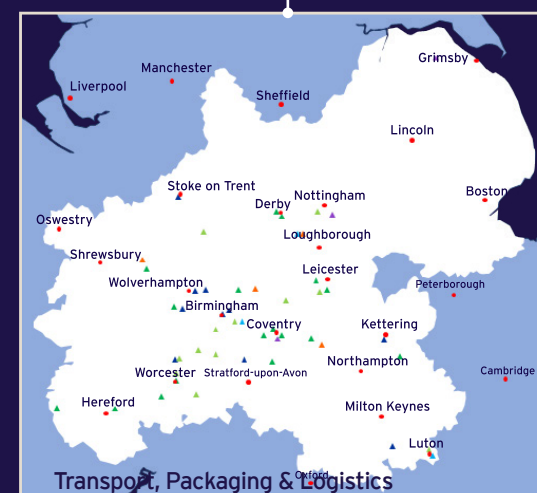 Grimsby
Manchester
Liverpool
Sheffield
Lincoln
Stoke on Trent
Nottingham
Boston
Derby
Oswestry
Loughborough
Shrewsbury
Leicester
Wolverhampton
Peterborough
Birmingham
Coventry
Kettering
Northampton
Worcester
Stratford-upon-Avon
Cambridge
Hereford
Milton Keynes
Luton
Oxford
Transport, Packaging & Logistics